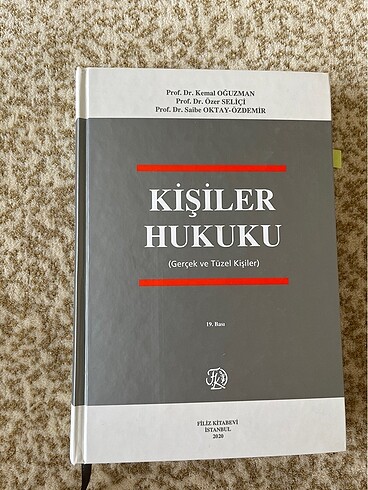 Prof. Dr. Kemal OĞUZMAN
Prof. Dr. Özer SELİÇİ
Prof. Dr. Saibe OKTAY-ÖZDEMİR
KİŞİLER
HUKUKU
(Gerçek ve Tüzel Kişiler)
19. Bası
FİLİZ KİTABEVİ
İSTANBUL
2020